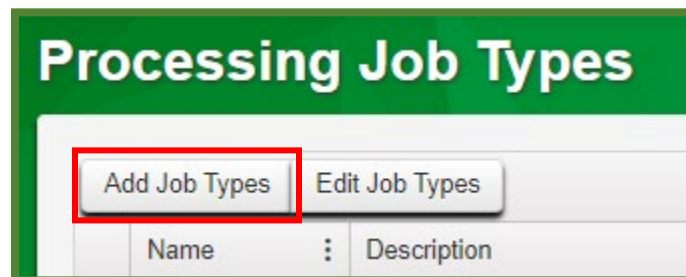 Processing Job Types
Add Job Types Edit Job Types
Name Description